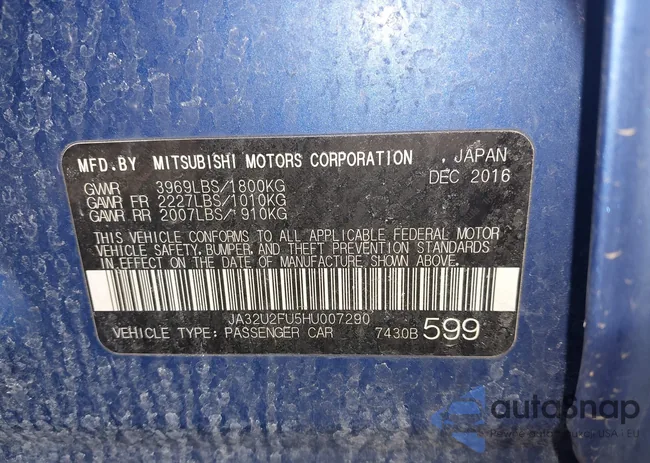 MFD.BY MITSUBISHI MOTORS CORPORATION , JAPAN
DEC 2016
GVWR 3969LBS/1800KG
GAWR FR 2227LBS/1010KG
GAWR RR 2007LBS/ 910KG
THIS VEHICLE CONFORMS TO ALL APPLICABLE FEDERAL MOTOR
VEHICLE SAFETY, BUMPER, AND THEFT PREVENTION STANDARDS
IN EFFECT ON THE DATE OF MANUFACTURE SHOWN ABOVE.
JA32U2FU5HU007290
VEHICLE TYPE: PASSENGER CAR 7430B 599
autoSnap
USA - EU